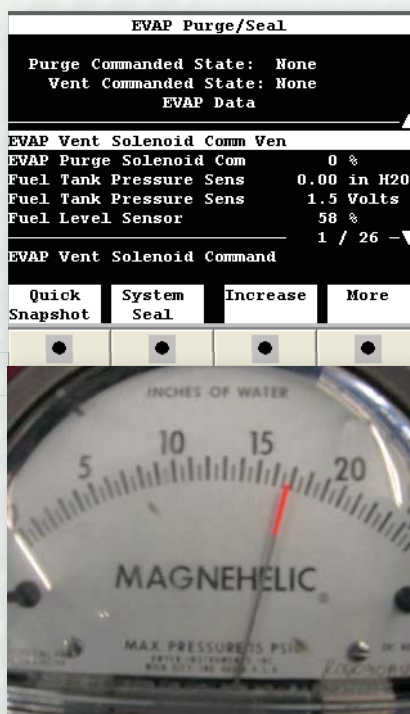 EVAP Purge/Seal
Purge Commanded State: None
Vent Commanded State: None
EVAP Data
EVAP Vent Solenoid Comm Ven
EVAP Purge Solenoid Com 0 %
Fuel Tank Pressure Sens 0.00 in H2O
Fuel Tank Pressure Sens 1.5 Volts
Fuel Level Sensor 58 %
1 / 26
EVAP Vent Solenoid Command
Quick Snapshot
System Seal
Increase
More
INCHES OF WATER
5 10 15 20
MAGNEHELIC
MAX. PRESSURE 15 PSIG